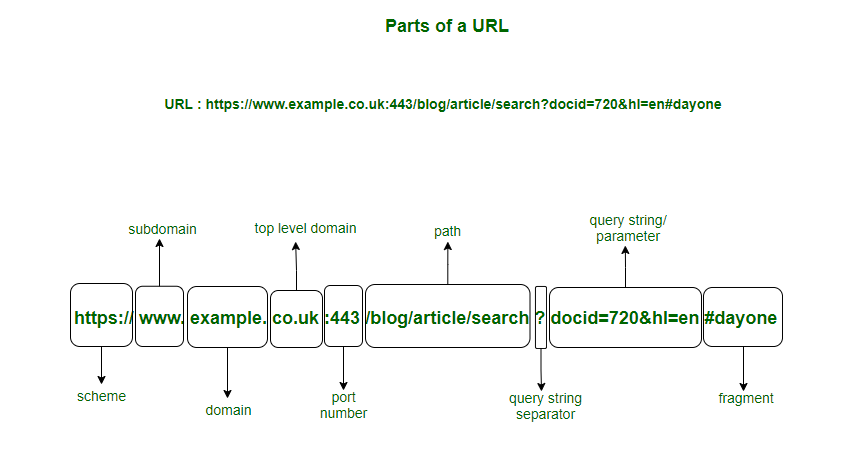 Parts of a URL
URL : https://www.example.co.uk:443/blog/article/search?docid=720&hl=en#dayone
subdomain
top level domain
path
query string/
parameter
https:// www. example. co.uk :443 /blog/article/search ? docid=720&hl=en #dayone
scheme
domain
port
number
query string
separator
fragment